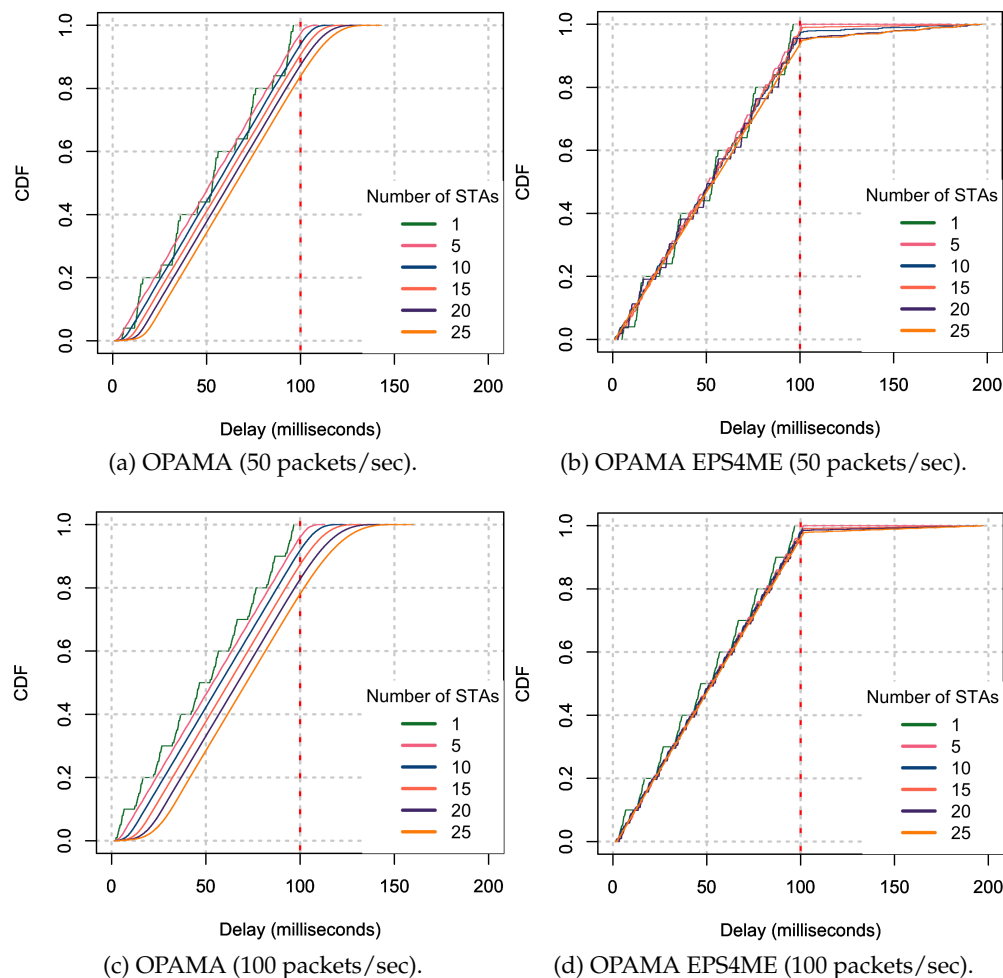 CDF
0.0 0.2 0.4 0.6 0.8 1.0
Number of STAs
1
5
10
15
20
25
0 50 100 150 200
Delay (milliseconds)
(a) OPAMA (50 packets/sec).
CDF
0.0 0.2 0.4 0.6 0.8 1.0
Number of STAs
1
5
10
15
20
25
0 50 100 150 200
Delay (milliseconds)
(b) OPAMA EPS4ME (50 packets/sec).
CDF
0.0 0.2 0.4 0.6 0.8 1.0
Number of STAs
1
5
10
15
20
25
0 50 100 150 200
Delay (milliseconds)
(c) OPAMA (100 packets/sec).
CDF
0.0 0.2 0.4 0.6 0.8 1.0
Number of STAs
1
5
10
15
20
25
0 50 100 150 200
Delay (milliseconds)
(d) OPAMA EPS4ME (100 packets/sec).